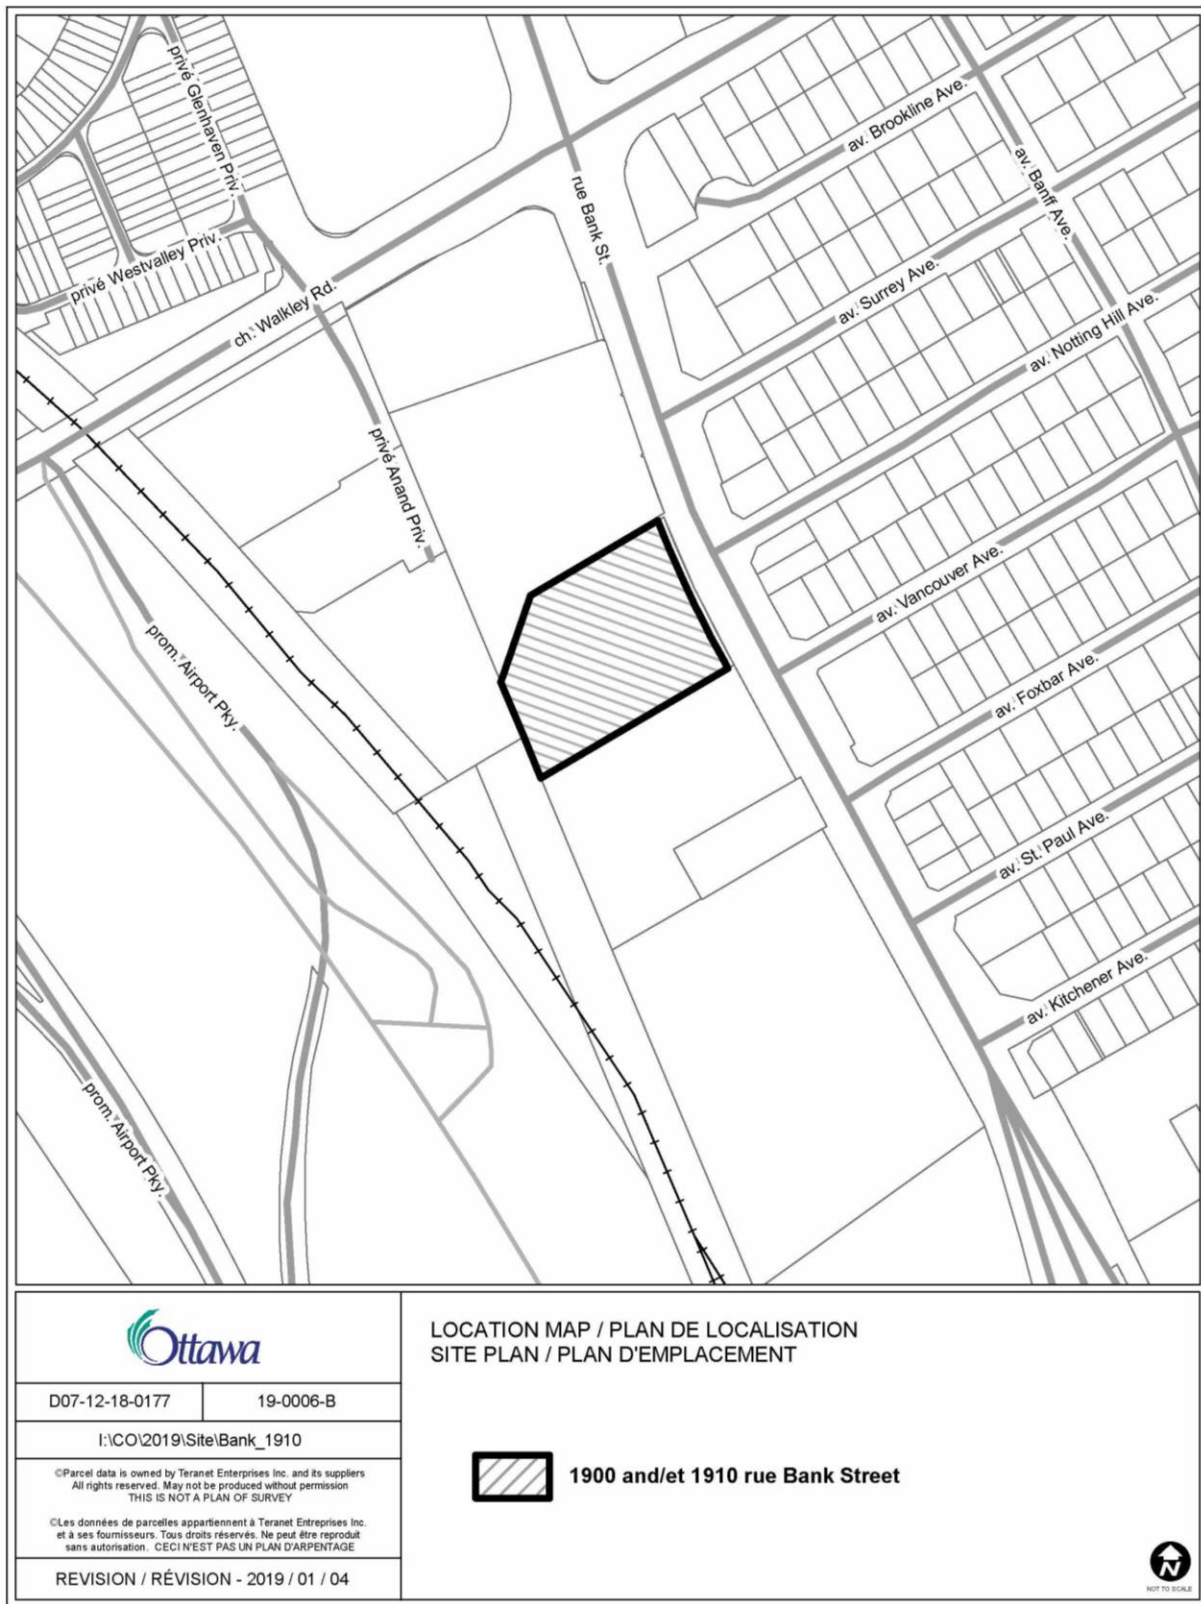 privé Glenhaven Priv.
av. Brookline Ave.
av. Banff Ave.
rue Bank St.
privé Westvalley Priv.
av. Surrey Ave.
ch. Walkley Rd.
av. Notting Hill Ave.
privé Anand Priv.
av. Vancouver Ave.
prom. Airport Pky.
av. Foxbar Ave.
av. St. Paul Ave.
av. Kitchener Ave.
prom. Airport Pky.
Ottawa
D07-12-18-0177
19-0006-B
I:\CO\2019\Site\Bank_1910
©Parcel data is owned by Teranet Enterprises Inc. and its suppliers
All rights reserved. May not be produced without permission
THIS IS NOT A PLAN OF SURVEY
©Les données de parcelles appartiennent à Teranet Entreprises Inc.
et à ses fournisseurs. Tous droits réservés. Ne peut être reproduit
sans autorisation. CECI N'EST PAS UN PLAN D'ARPENTAGE
REVISION / RÉVISION - 2019 / 01 / 04
LOCATION MAP / PLAN DE LOCALISATION
SITE PLAN / PLAN D'EMPLACEMENT
1900 and/et 1910 rue Bank Street
N
NOT TO SCALE